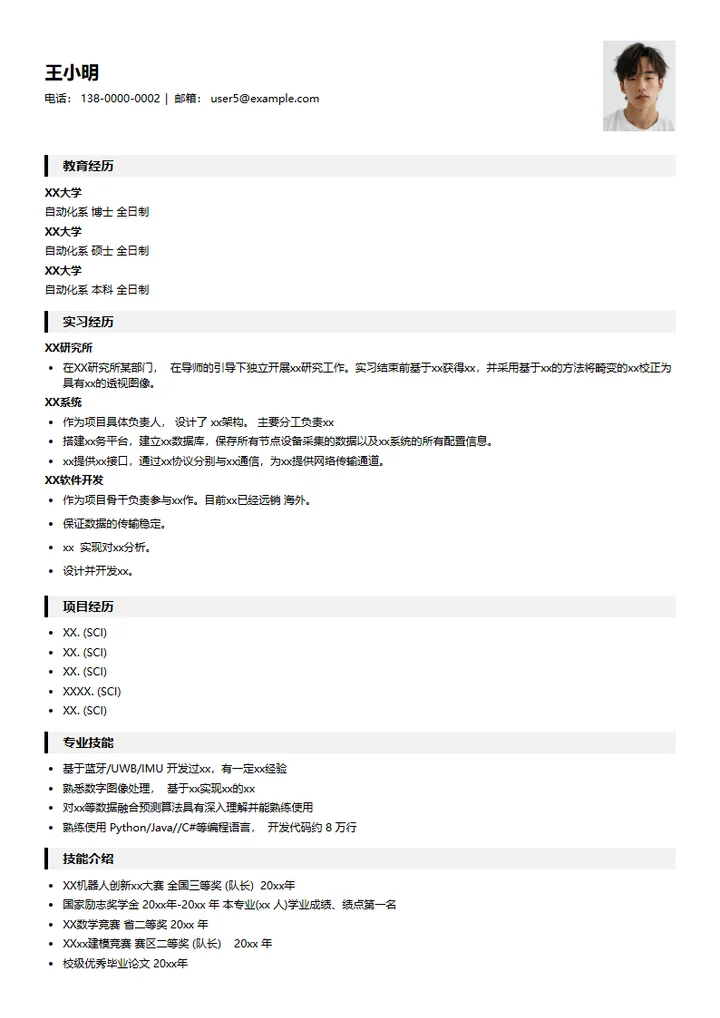 王小明
电话： 138-0000-0002 | 邮箱： user5@example.com
教育经历
XX大学
自动化系 博士 全日制
XX大学
自动化系 硕士 全日制
XX大学
自动化系 本科 全日制
实习经历
XX研究所
• 在XX研究所某部门， 在导师的引导下独立开展xx研究工作。实习结束前基于xx获得xx，并采用基于xx的方法将畸变的xx校正为
具有xx的透视图像。
XX系统
• 作为项目具体负责人， 设计了 xx架构。 主要分工负责xx
• 搭建xx务平台，建立xx数据库，保存所有节点设备采集的数据以及xx系统的所有配置信息。
• xx提供xx接口，通过xx协议分别与xx通信，为xx提供网络传输通道。
XX软件开发
• 作为项目骨干负责参与xx作。目前xx已经远销 海外。
• 保证数据的传输稳定。
• xx 实现对xx分析。
• 设计并开发xx。
项目经历
• XX. (SCI)
• XX. (SCI)
• XX. (SCI)
• XXXX. (SCI)
• XX. (SCI)
专业技能
• 基于蓝牙/UWB/IMU 开发过xx，有一定xx经验
• 熟悉数字图像处理， 基于xx实现xx的xx
• 对xx等数据融合预测算法具有深入理解并能熟练使用
• 熟练使用 Python/Java//C#等编程语言， 开发代码约 8 万行
技能介绍
• XX机器人创新xx大赛 全国三等奖 (队长) 20xx年
• 国家励志奖学金 20xx年-20xx 年 本专业(xx 人)学业成绩、绩点第一名
• XX数学竞赛 省二等奖 20xx 年
• XXxx建模竞赛 赛区二等奖 (队长) 20xx 年
• 校级优秀毕业论文 20xx年